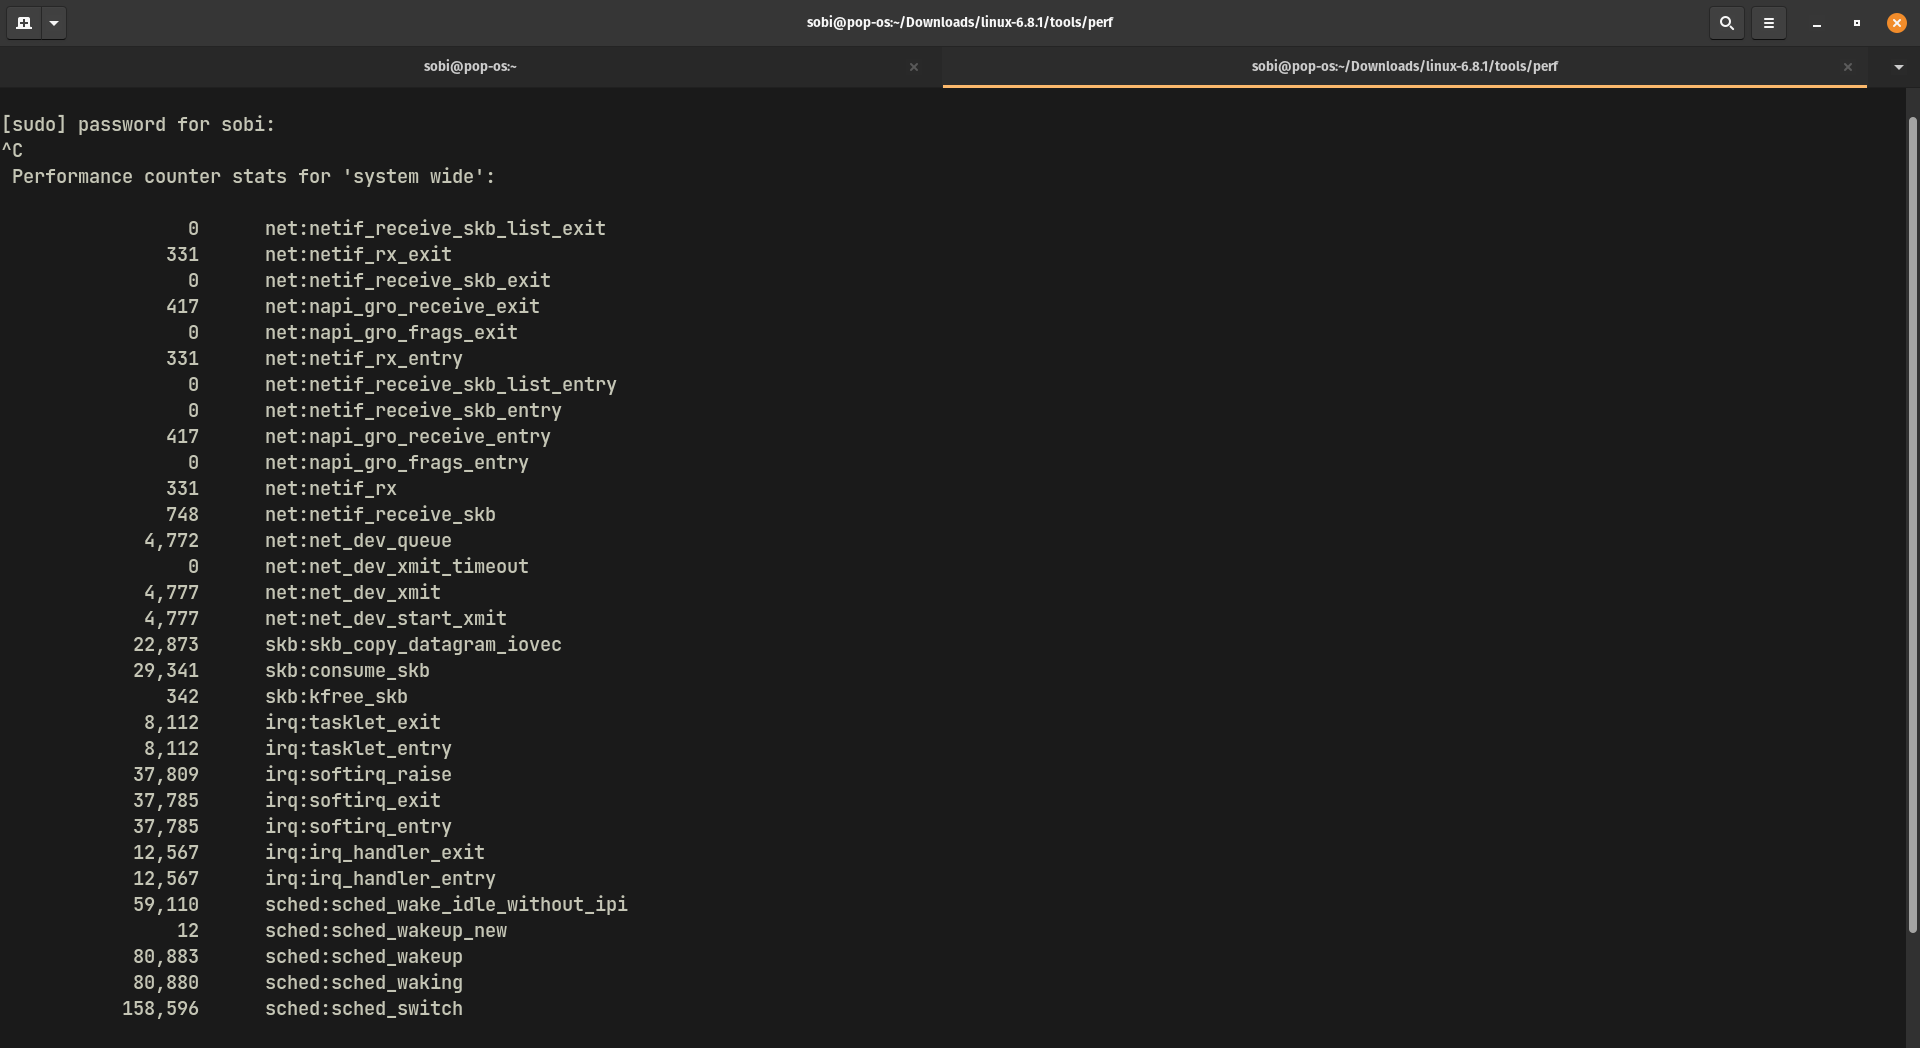 sobi@pop-os:~/Downloads/linux-6.8.1/tools/perf
sobi@pop-os:~
sobi@pop-os:~/Downloads/linux-6.8.1/tools/perf
[sudo] password for sobi:
^C
Performance counter stats for 'system wide':
0 net:netif_receive_skb_list_exit
331 net:netif_rx_exit
0 net:netif_receive_skb_exit
417 net:napi_gro_receive_exit
0 net:napi_gro_frags_exit
331 net:netif_rx_entry
0 net:netif_receive_skb_list_entry
0 net:netif_receive_skb_entry
417 net:napi_gro_receive_entry
0 net:napi_gro_frags_entry
331 net:netif_rx
748 net:netif_receive_skb
4,772 net:net_dev_queue
0 net:net_dev_xmit_timeout
4,777 net:net_dev_xmit
4,777 net:net_dev_start_xmit
22,873 skb:skb_copy_datagram_iovec
29,341 skb:consume_skb
342 skb:kfree_skb
8,112 irq:tasklet_exit
8,112 irq:tasklet_entry
37,809 irq:softirq_raise
37,785 irq:softirq_exit
37,785 irq:softirq_entry
12,567 irq:irq_handler_exit
12,567 irq:irq_handler_entry
59,110 sched:sched_wake_idle_without_ipi
12 sched:sched_wakeup_new
80,883 sched:sched_wakeup
80,880 sched:sched_waking
158,596 sched:sched_switch